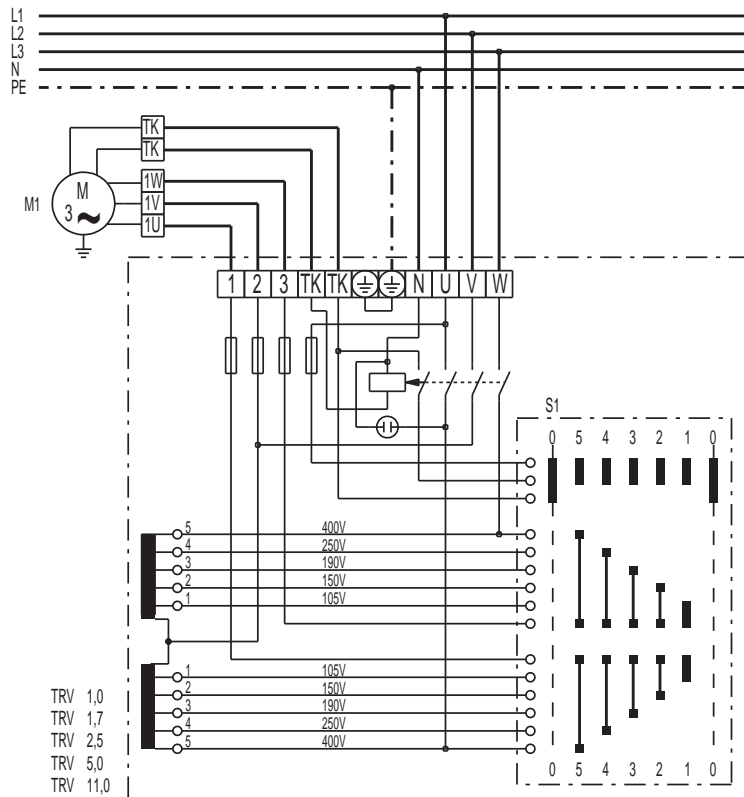 L1
L2
L3
N
PE
TK
TK
1W
1V
1U
M1
M
3
1 2 3 TK TK N U V W
S1
0 5 4 3 2 1 0
5 400V
4 250V
3 190V
2 150V
1 105V
1 105V
2 150V
3 190V
4 250V
5 400V
0 5 4 3 2 1 0
TRV 1,0
TRV 1,7
TRV 2,5
TRV 5,0
TRV 11,0